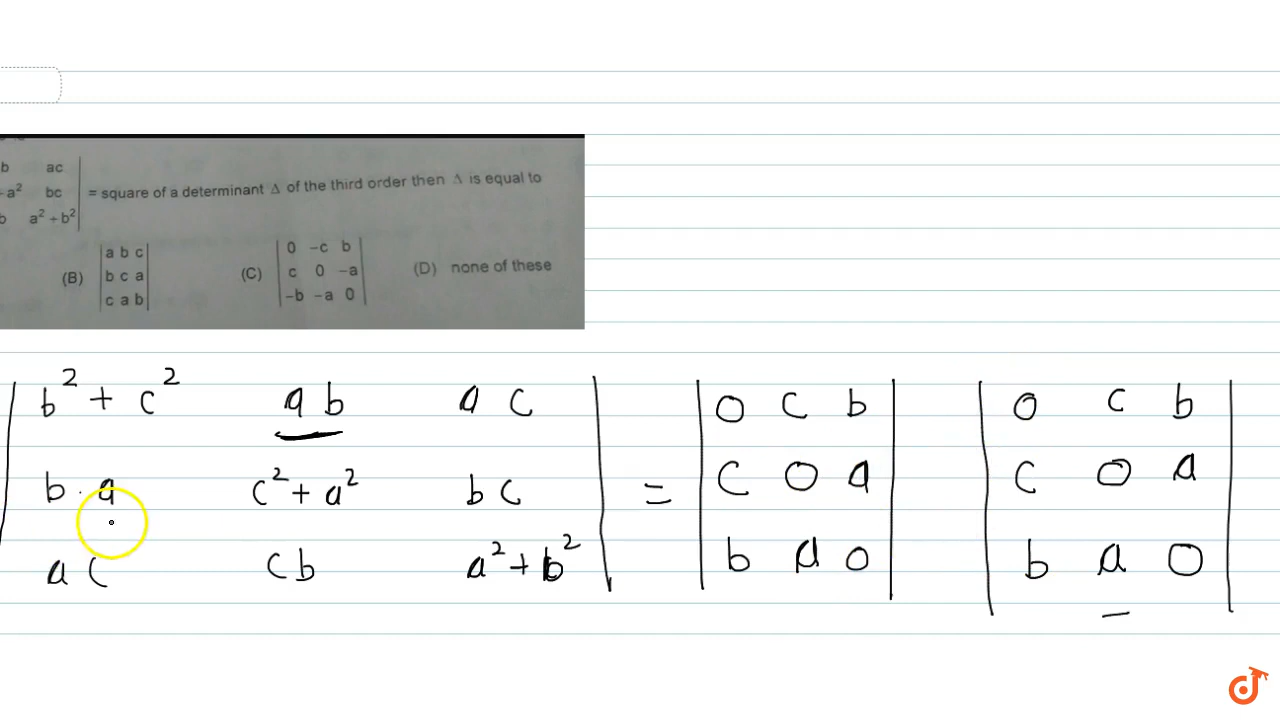 b ac
- a² bc = square of a determinant Δ of the third order then Δ is equal to
b a² + b²
(B) |a b c| (C) |0 -c b| (D) none of these
|b c a| |c 0 -a|
|c a b| |-b -a 0|
|b² + c² ab ac| |0 c b| |0 c b|
|b · a c² + a² bc| = |c 0 a| |c 0 a|
|ac cb a² + b²| |b a 0| |b a 0|